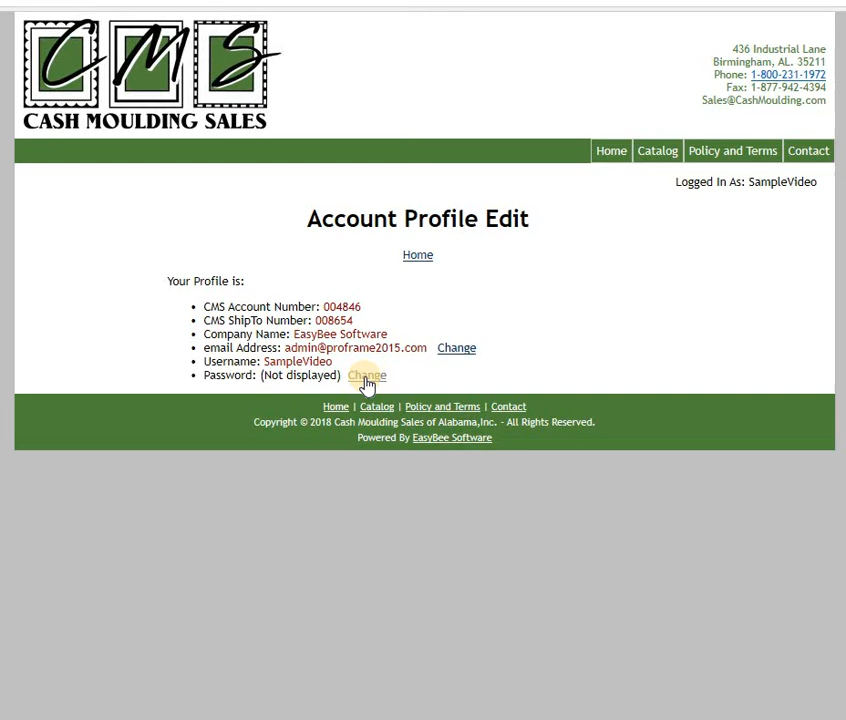 CMS
CASH MOULDING SALES
436 Industrial Lane
Birmingham, AL. 35211
Phone: 1-800-231-1972
Fax: 1-877-942-4394
Sales@CashMoulding.com
Home Catalog Policy and Terms Contact
Logged In As: SampleVideo
Account Profile Edit
Home
Your Profile is:
• CMS Account Number: 004846
• CMS ShipTo Number: 008654
• Company Name: EasyBee Software
• email Address: admin@proframe2015.com Change
• Username: SampleVideo
• Password: (Not displayed) Change
Home | Catalog | Policy and Terms | Contact
Copyright © 2018 Cash Moulding Sales of Alabama,Inc. - All Rights Reserved.
Powered By EasyBee Software